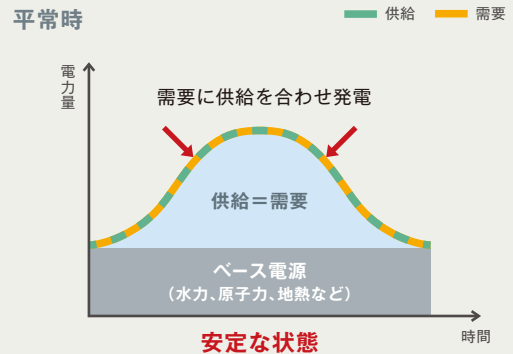 平常時
供給
需要
電力量
需要に供給を合わせ発電
供給＝需要
ベース電源
（水力、原子力、地熱など）
時間
安定な状態